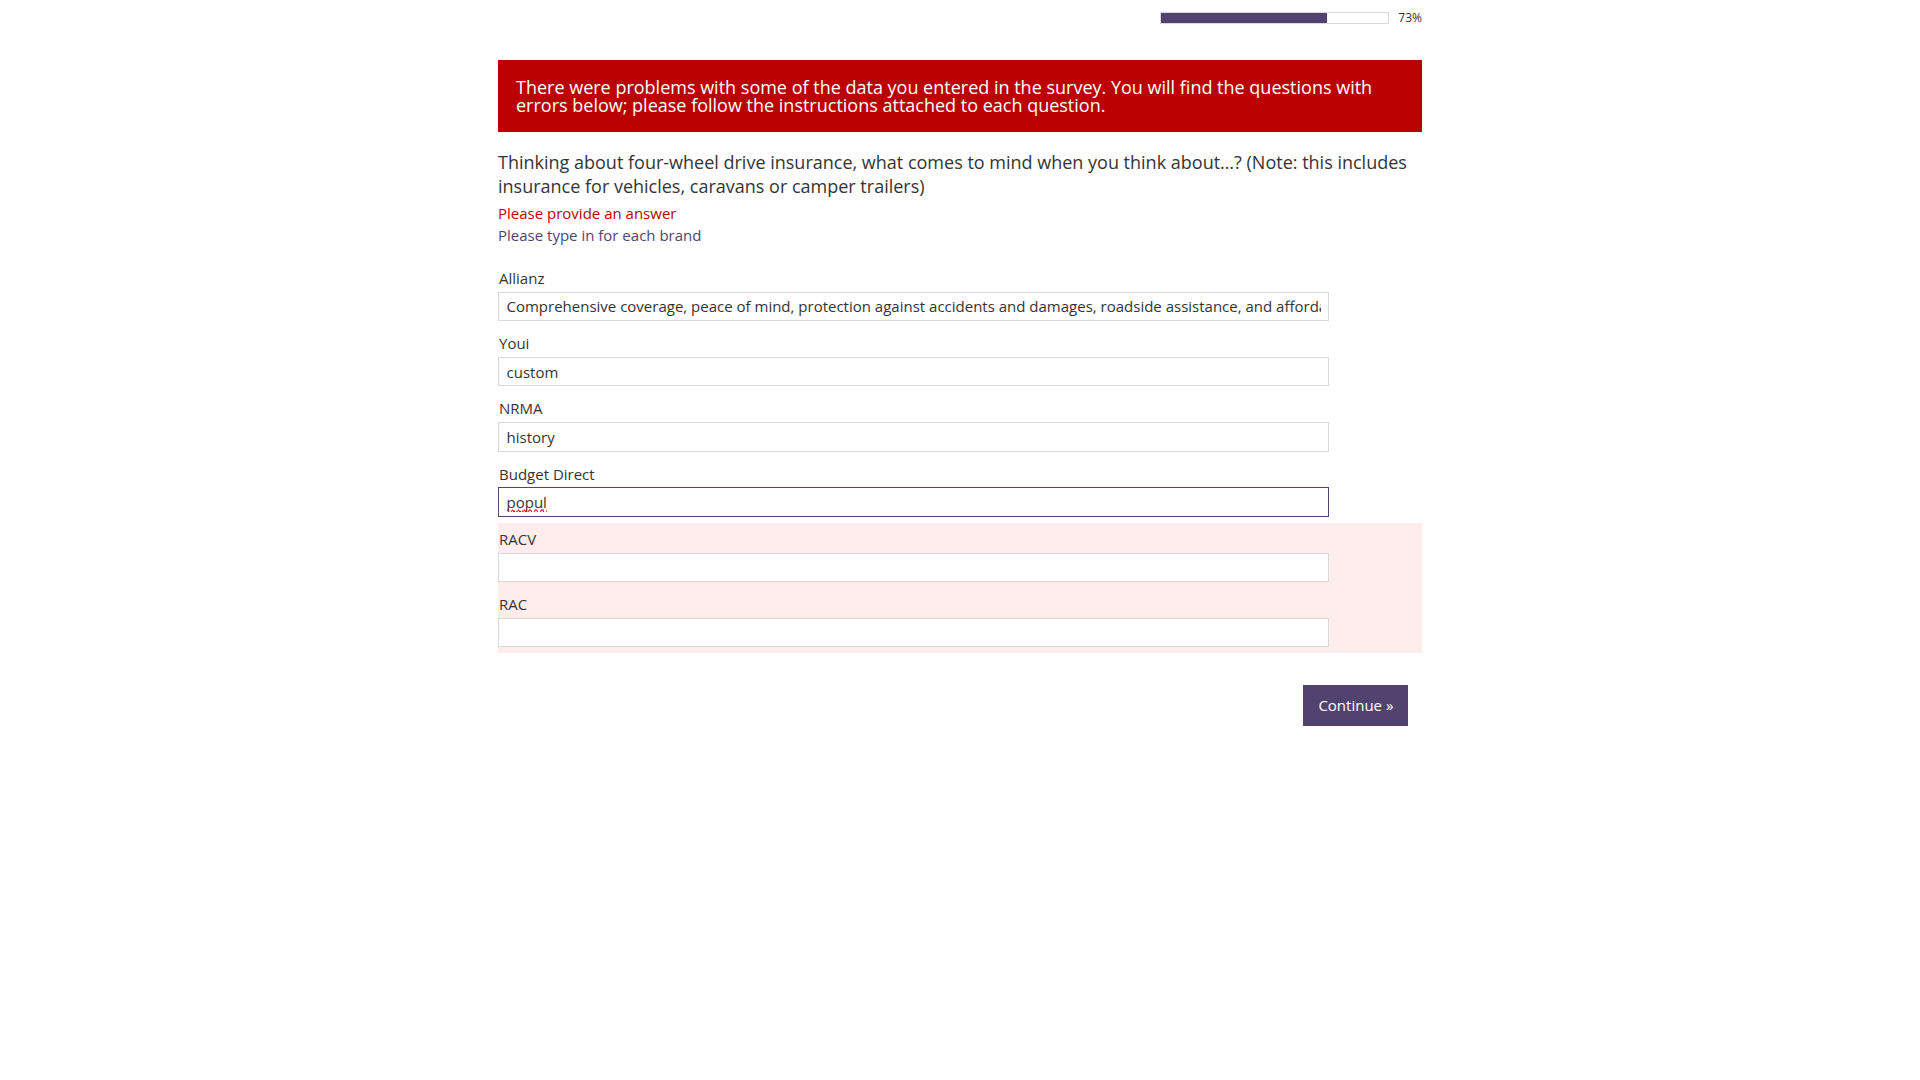 73%
There were problems with some of the data you entered in the survey. You will find the questions with
errors below; please follow the instructions attached to each question.
Thinking about four-wheel drive insurance, what comes to mind when you think about...? (Note: this includes
insurance for vehicles, caravans or camper trailers)
Please provide an answer
Please type in for each brand
Allianz
Comprehensive coverage, peace of mind, protection against accidents and damages, roadside assistance, and afforda
Youi
custom
NRMA
history
Budget Direct
popul
RACV
RAC
Continue »